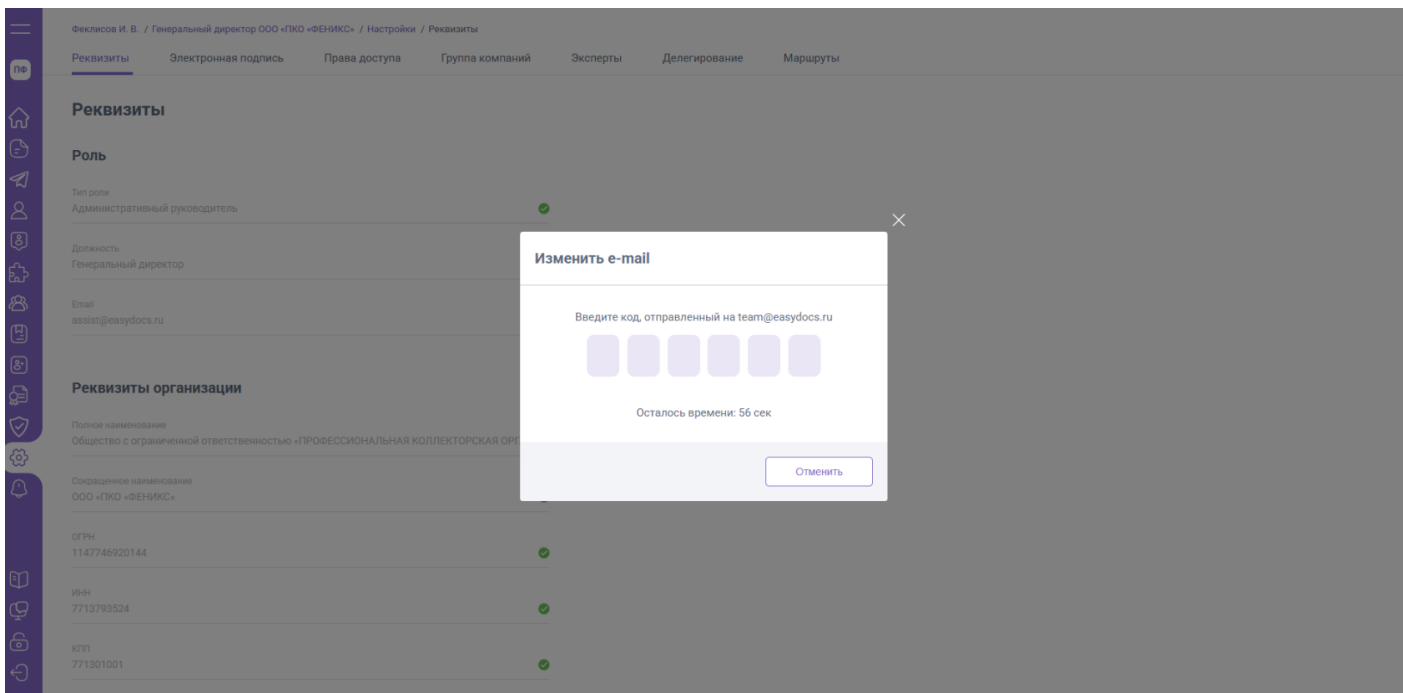 Феклисов И. В. / Генеральный директор ООО «ПКО «ФЕНИКС» / Настройки / Реквизиты
ПФ
Реквизиты Электронная подпись Права доступа Группа компаний Эксперты Делегирование Маршруты
Реквизиты
Роль
Тип роли
Административный руководитель
Должность
Генеральный директор
Email
assist@easydocs.ru
Реквизиты организации
Полное наименование
Общество с ограниченной ответственностью «ПРОФЕССИОНАЛЬНАЯ КОЛЛЕКТОРСКАЯ ОРГ
Сокращенное наименование
ООО «ПКО «ФЕНИКС»
ОГРН
1147746920144
ИНН
7713793524
КПП
771301001
Изменить e-mail
Введите код, отправленный на team@easydocs.ru
Осталось времени: 56 сек
Отменить